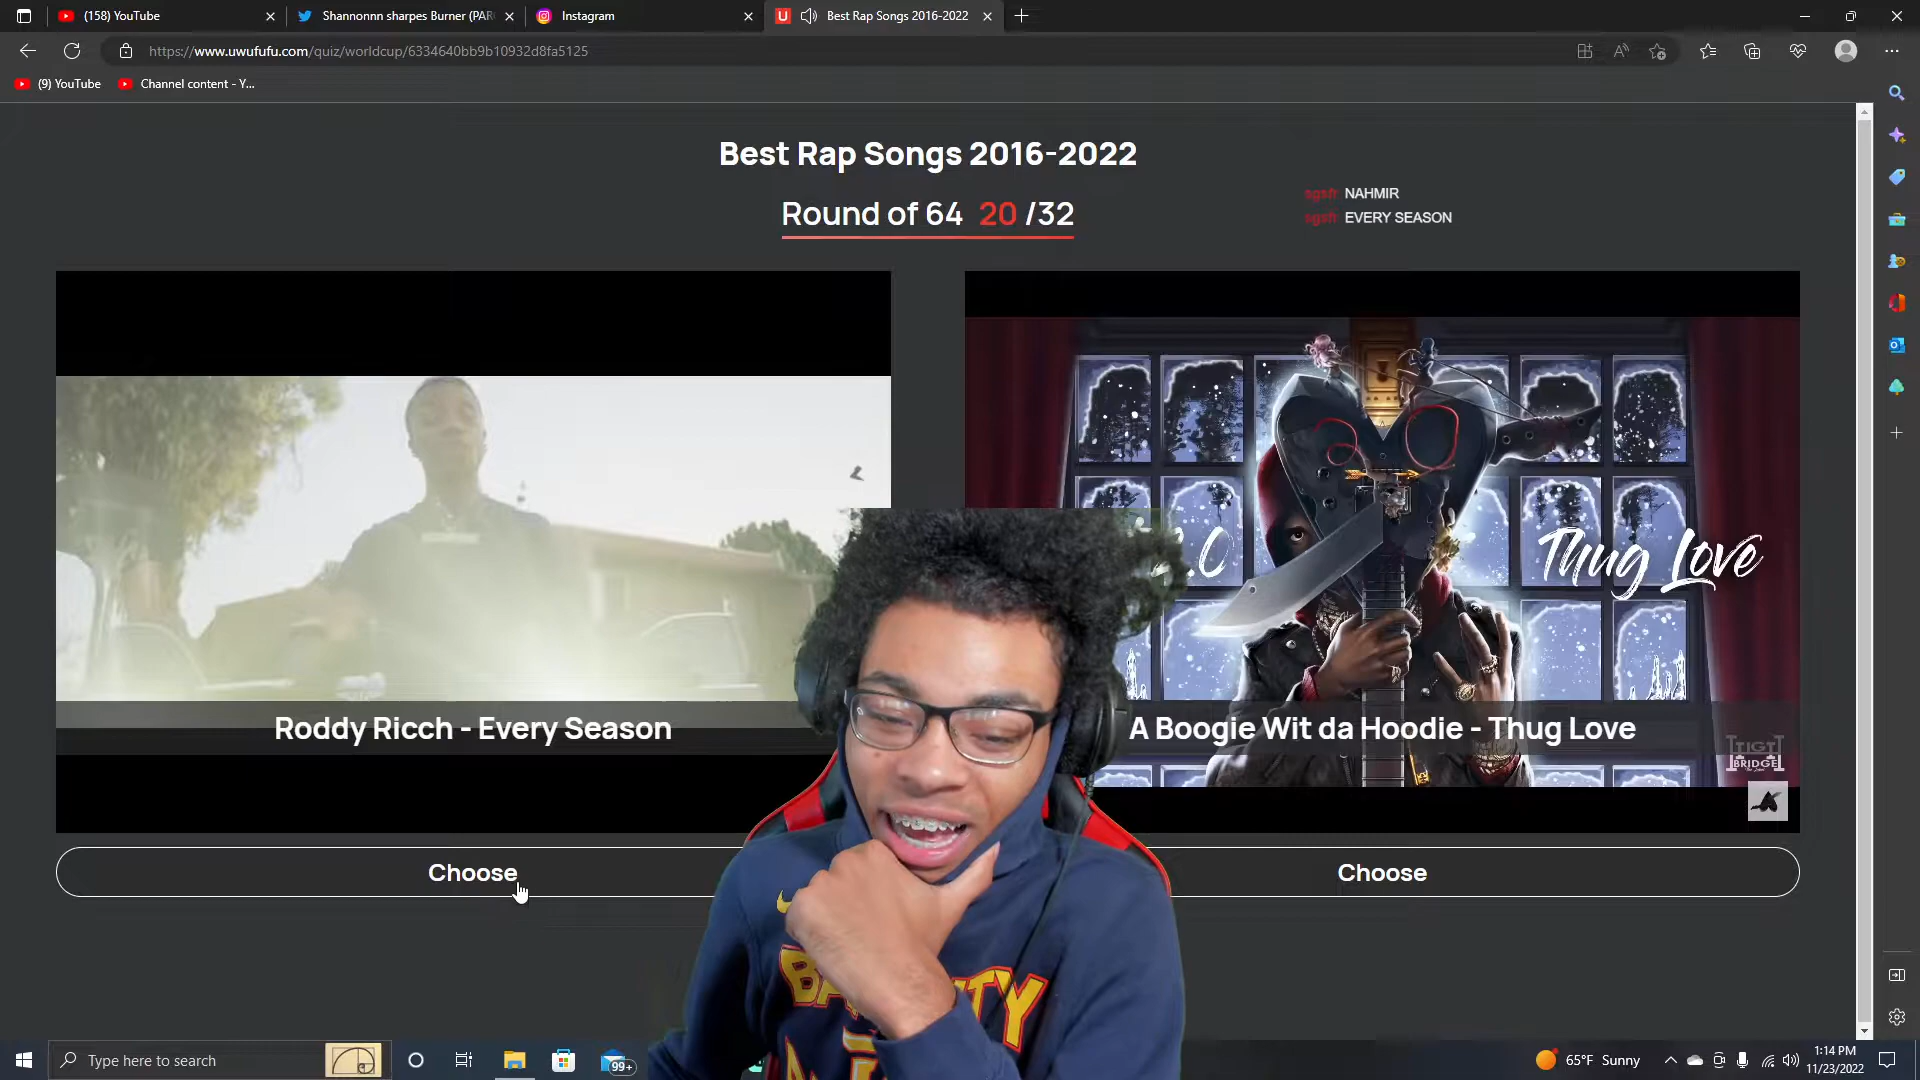 (158) YouTube
Shannonnn sharpes Burner (PAR
Instagram
Best Rap Songs 2016-2022
https://www.uwufufu.com/quiz/worldcup/6334640bb9b10932d8fa5125
(9) YouTube
Channel content - Y...
Best Rap Songs 2016-2022
Round of 64 20 /32
NAHMIR
EVERY SEASON
Thug Love
Roddy Ricch - Every Season
A Boogie Wit da Hoodie - Thug Love
BRIDGE
Choose
Choose
Type here to search
99+
65°F Sunny
1:14 PM
11/23/2022